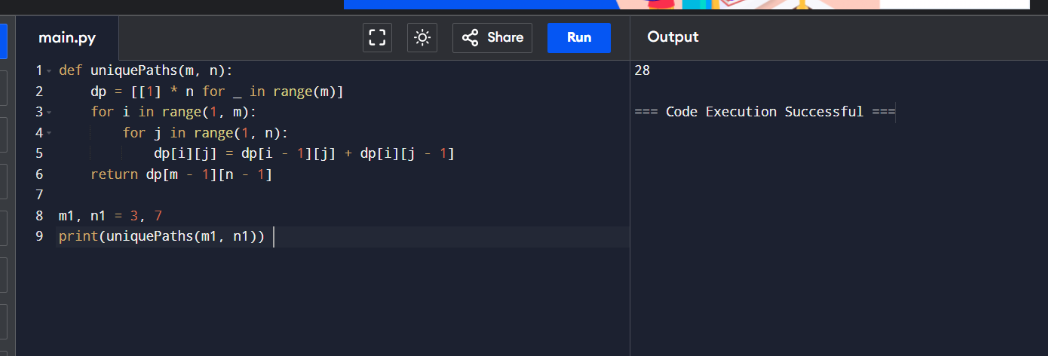 main.py
Share
Run
Output
1 def uniquePaths(m, n):
2 dp = [[1] * n for _ in range(m)]
3 for i in range(1, m):
4 for j in range(1, n):
5 dp[i][j] = dp[i - 1][j] + dp[i][j - 1]
6 return dp[m - 1][n - 1]
7
8 m1, n1 = 3, 7
9 print(uniquePaths(m1, n1))
28
=== Code Execution Successful ===